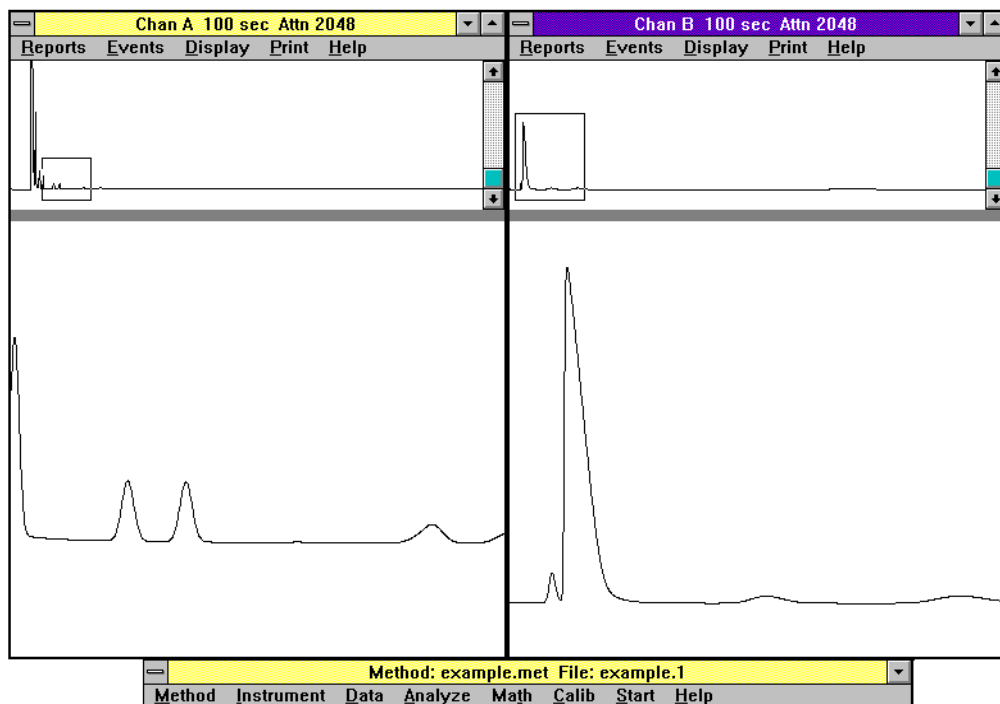 Chan A 100 sec Attn 2048
Reports Events Display Print Help
Chan B 100 sec Attn 2048
Reports Events Display Print Help
Method: example.met File: example.1
Method Instrument Data Analyze Math Calib Start Help